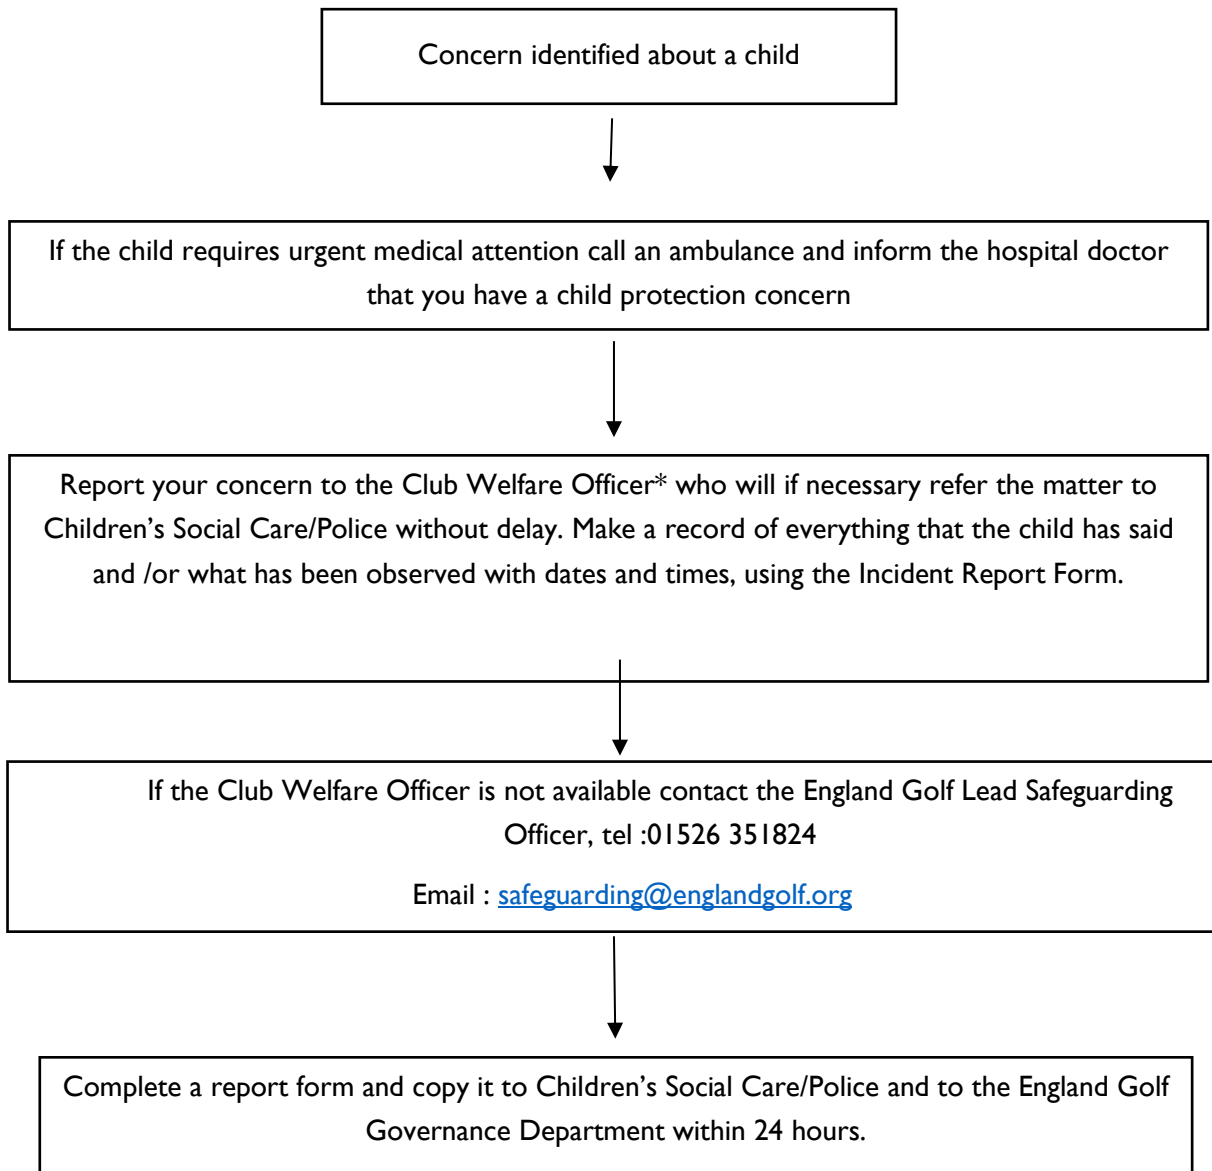 Concern identified about a child
If the child requires urgent medical attention call an ambulance and inform the hospital doctor
that you have a child protection concern
Report your concern to the Club Welfare Officer* who will if necessary refer the matter to
Children’s Social Care/Police without delay. Make a record of everything that the child has said
and /or what has been observed with dates and times, using the Incident Report Form.
If the Club Welfare Officer is not available contact the England Golf Lead Safeguarding
Officer, tel :01526 351824
Email : safeguarding@englandgolf.org
Complete a report form and copy it to Children’s Social Care/Police and to the England Golf
Governance Department within 24 hours.